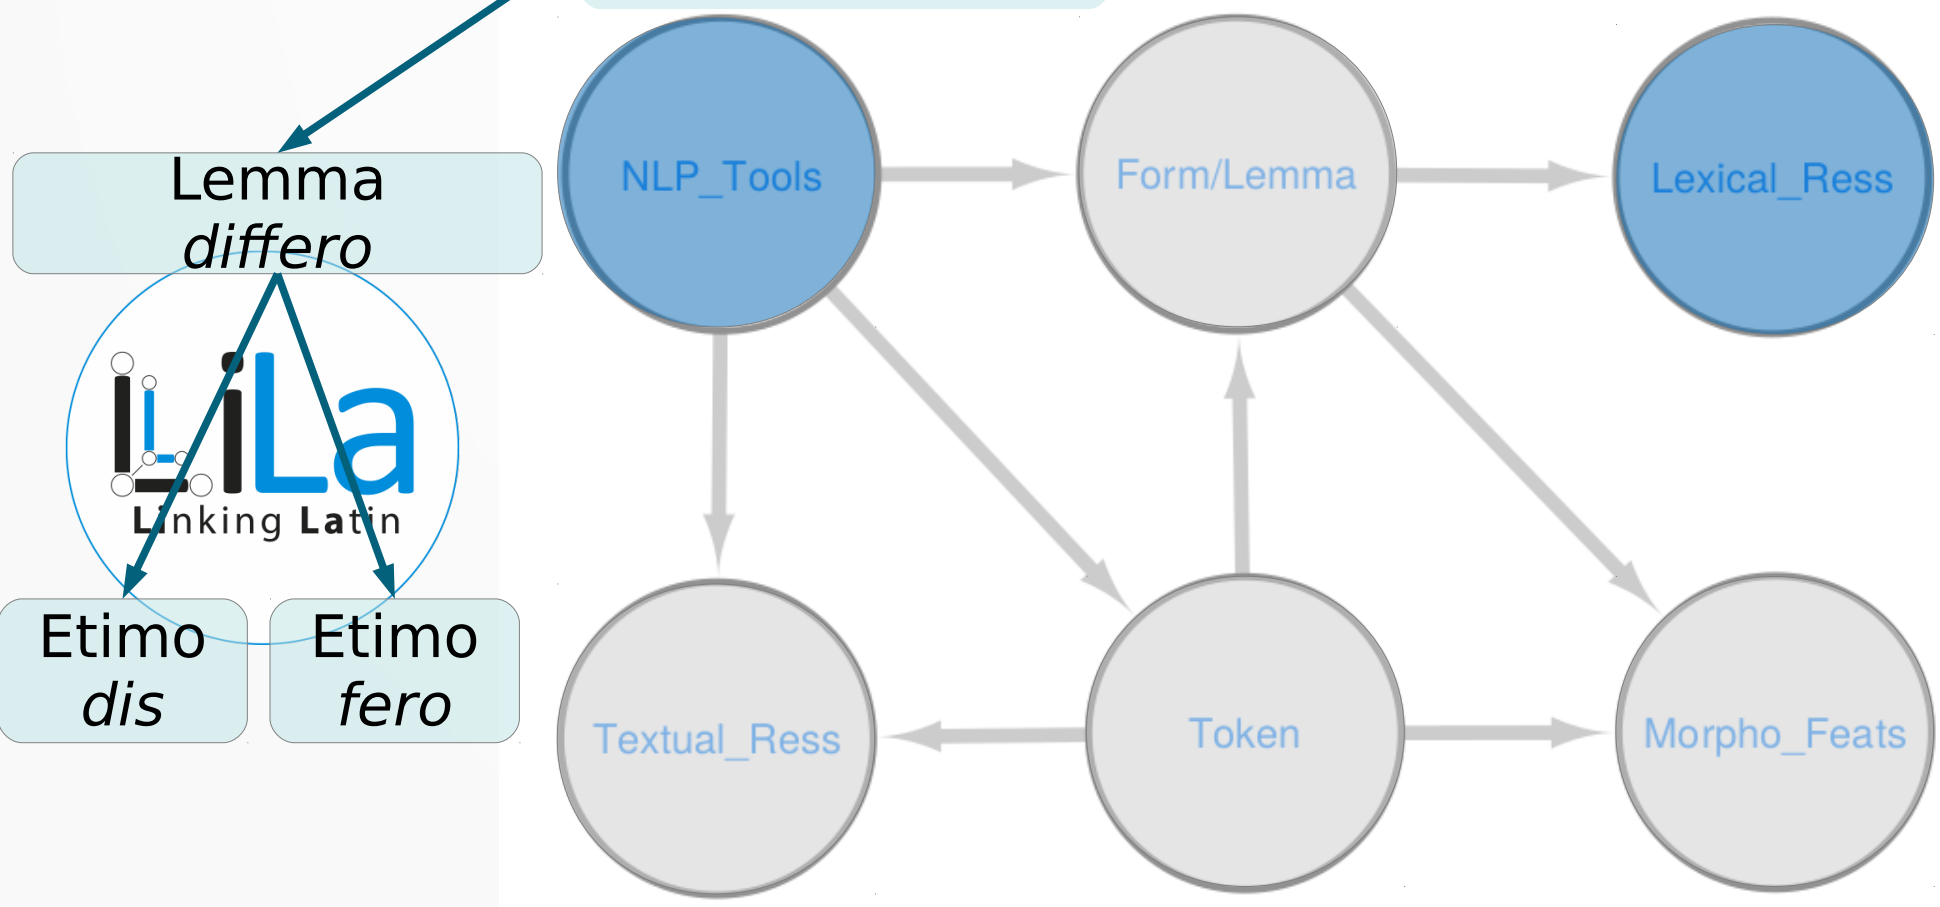 Lemma
differo
LiLa
Linking Latin
Etimo
dis
Etimo
fero
NLP_Tools
Form/Lemma
Lexical_Ress
Textual_Ress
Token
Morpho_Feats